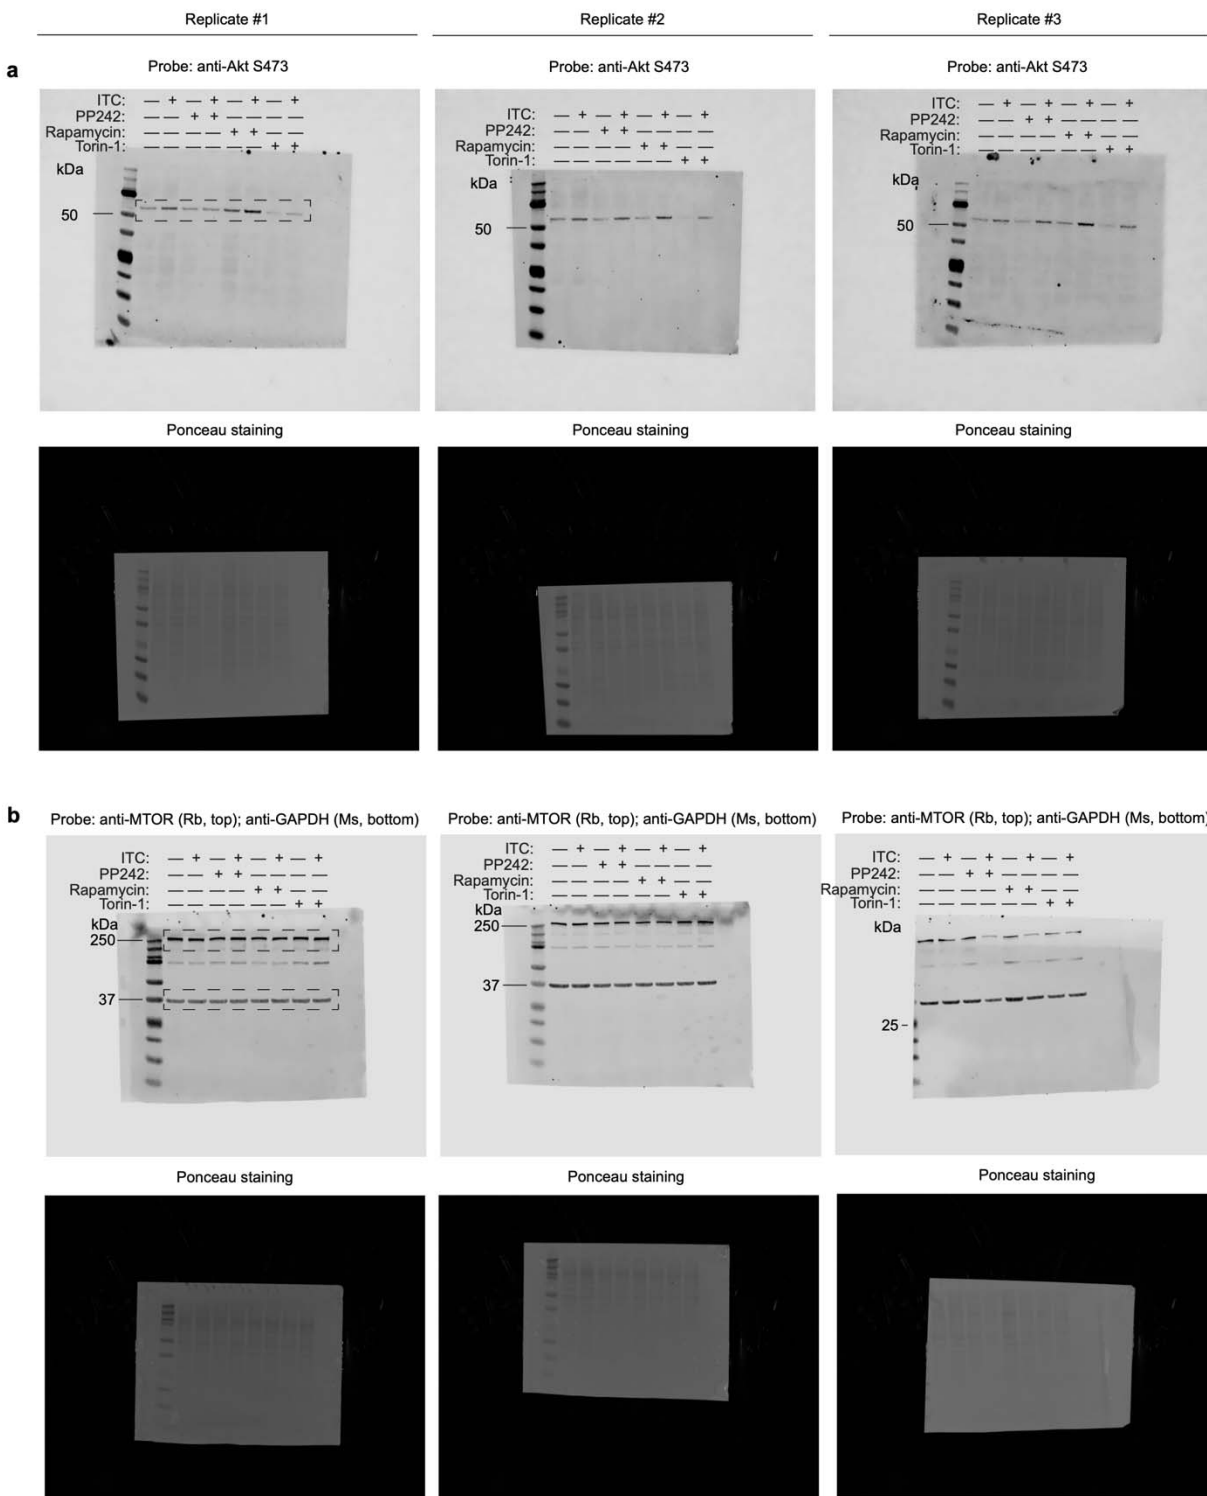 Replicate #1 Replicate #2 Replicate #3
a
Probe: anti-Akt S473 Probe: anti-Akt S473 Probe: anti-Akt S473
ITC: — + — + — + — +
PP242: — — + + — — — —
Rapamycin: — — — — + + — —
Torin-1: — — — — — — + +
kDa
50
ITC: — + — + — + — +
PP242: — — + + — — — —
Rapamycin: — — — — + + — —
Torin-1: — — — — — — + +
kDa
50
ITC: — + — + — + — +
PP242: — — + + — — — —
Rapamycin: — — — — + + — —
Torin-1: — — — — — — + +
kDa
50
Ponceau staining Ponceau staining Ponceau staining
b
Probe: anti-MTOR (Rb, top); anti-GAPDH (Ms, bottom) Probe: anti-MTOR (Rb, top); anti-GAPDH (Ms, bottom) Probe: anti-MTOR (Rb, top); anti-GAPDH (Ms, bottom)
ITC: — + — + — + — +
PP242: — — + + — — — —
Rapamycin: — — — — + + — —
Torin-1: — — — — — — + +
kDa
250
37
ITC: — + — + — + — +
PP242: — — + + — — — —
Rapamycin: — — — — + + — —
Torin-1: — — — — — — + +
kDa
250
37
ITC: — + — + — + — +
PP242: — — + + — — — —
Rapamycin: — — — — + + — —
Torin-1: — — — — — — + +
kDa
25
Ponceau staining Ponceau staining Ponceau staining